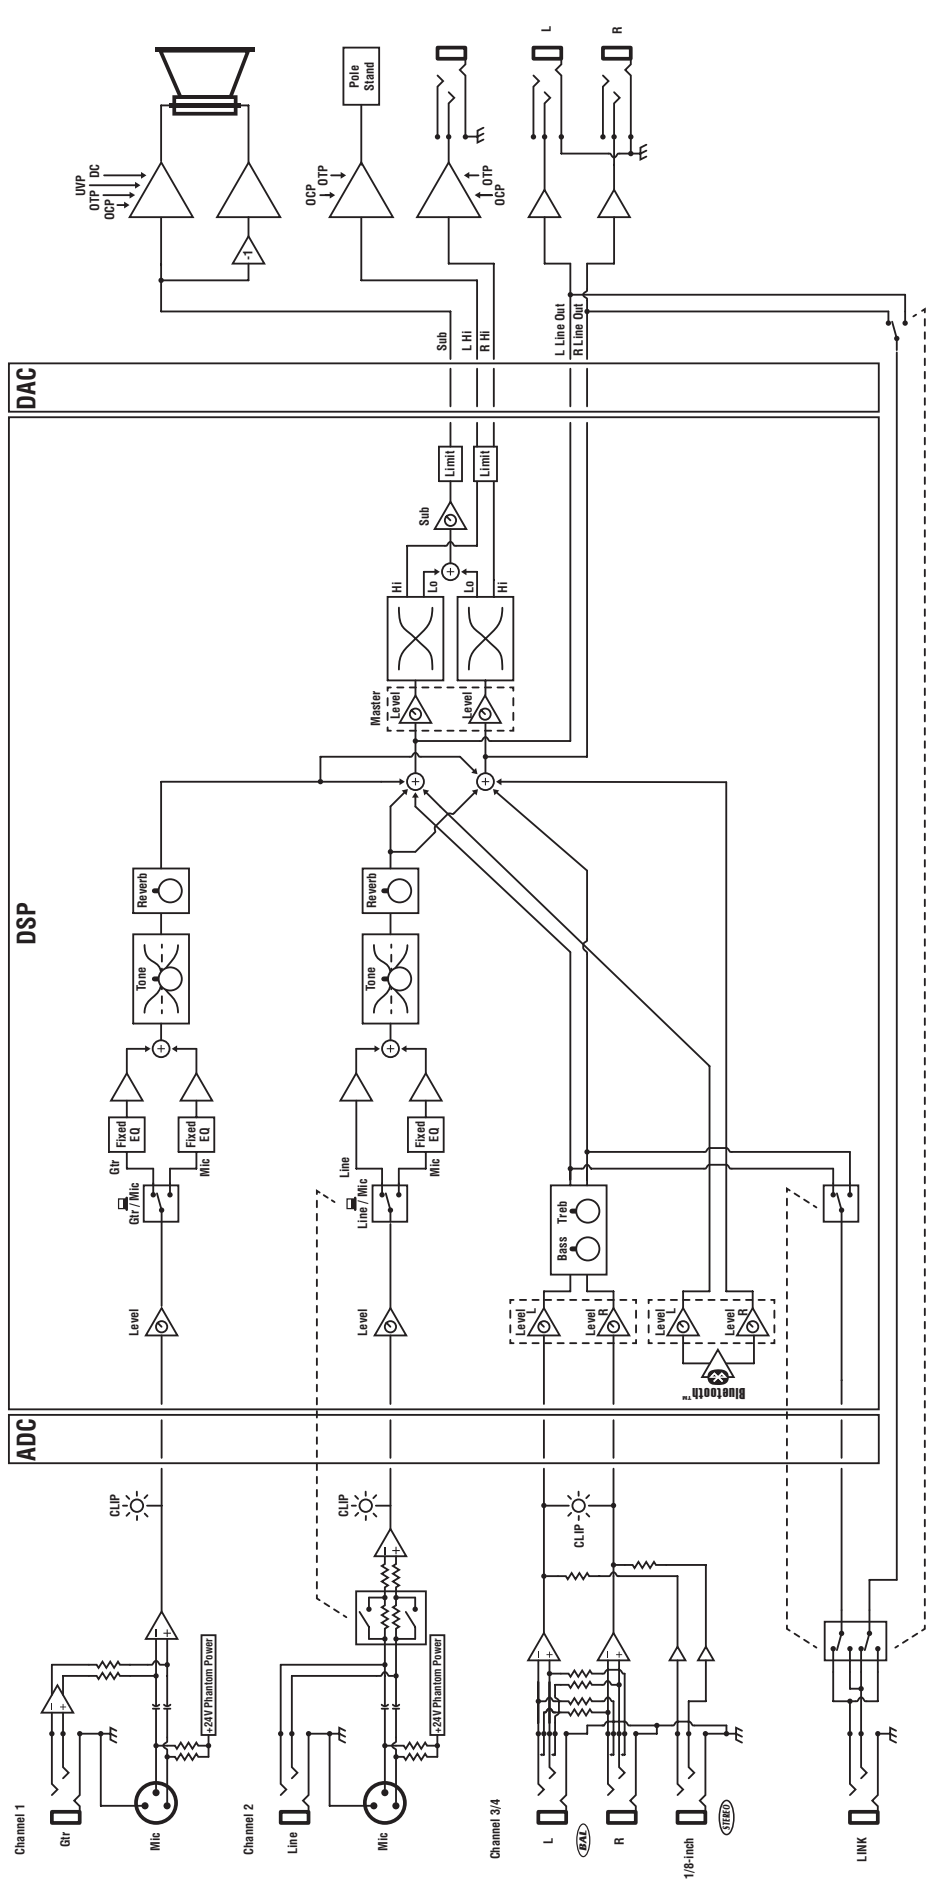 Channel 1
Gtr
Mic
+24V Phantom Power
CLIP
Level
Gtr / Mic
Gtr
Mic
Fixed
EQ
Fixed
EQ
Tone
Reverb
Channel 2
Line
Mic
+24V Phantom Power
CLIP
Level
Line / Mic
Line
Mic
Fixed
EQ
Tone
Reverb
Channel 3/4
L
BAL
R
1/8-inch
STEREO
CLIP
Level
L
Level
R
Bass
Treb
Bluetooth™
Level
L
Level
R
LINK
ADC
DSP
DAC
Master
Level
Level
Hi
Lo
Lo
Hi
Sub
Limit
Limit
Sub
L Hi
R Hi
L Line Out
R Line Out
-1
OCP
OTP
UVP
DC
OCP
OTP
Pole
Stand
OCP
OTP
L
R